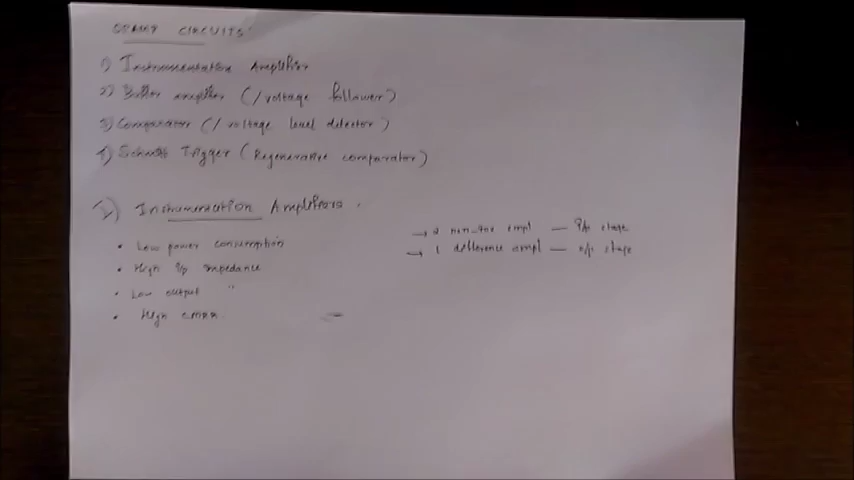 OPAMP CIRCUITS:
1) Instrumentation Amplifier
2) Buffer amplifier (/voltage follower)
3) Comparator (/voltage level detector)
4) Schmitt Trigger (Regenerative comparator)
1) Instrumentation Amplifiers.
• Low power consumption
• High i/p impedance
• Low output "
• High CMRR
→ 2 non-inv ampl — i/p stage
→ 1 difference ampl — o/p stage